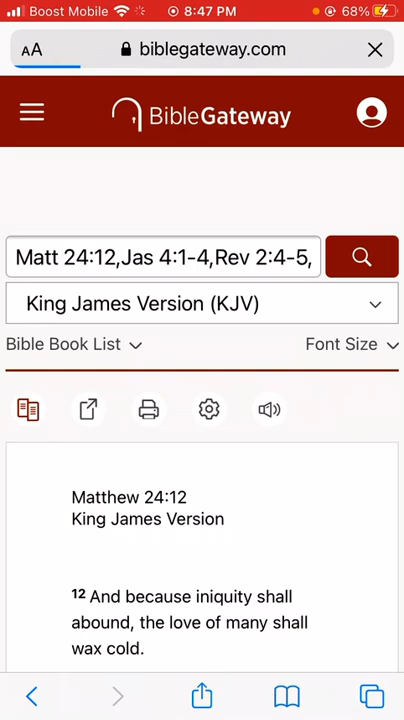 Boost Mobile 8:47 PM 68%
AA biblegateway.com
BibleGateway
Matt 24:12,Jas 4:1-4,Rev 2:4-5,
King James Version (KJV)
Bible Book List Font Size
Matthew 24:12
King James Version
12 And because iniquity shall
abound, the love of many shall
wax cold.